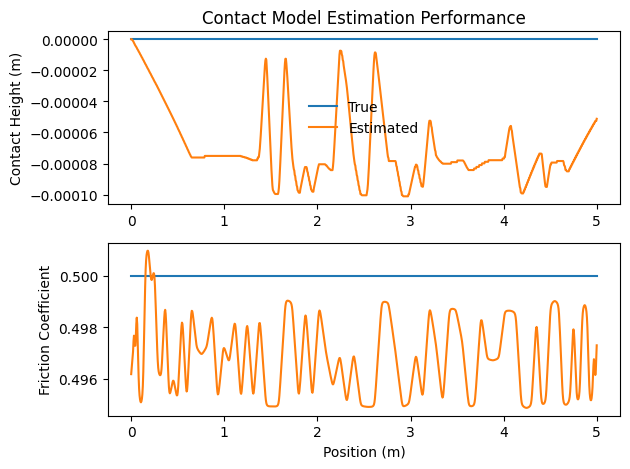 Contact Model Estimation Performance
Contact Height (m)
0.00000
−0.00002
−0.00004
−0.00006
−0.00008
−0.00010
True
Estimated
0 1 2 3 4 5
Friction Coefficient
0.500
0.498
0.496
0 1 2 3 4 5
Position (m)